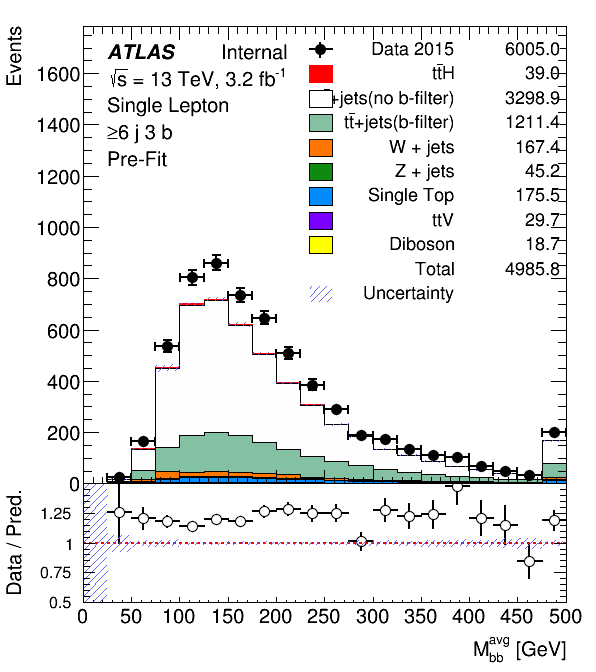 Events
ATLAS Internal
√s = 13 TeV, 3.2 fb-1
Single Lepton
≥6 j 3 b
Pre-Fit
Data 2015 6005.0
tt̄H 39.0
+jets(no b-filter) 3298.9
tt̄+jets(b-filter) 1211.4
W + jets 167.4
Z + jets 45.2
Single Top 175.5
ttV 29.7
Diboson 18.7
Total 4985.8
Uncertainty
1600
1400
1200
1000
800
600
400
200
0
Data / Pred.
1.25
1
0.75
0.5
0 50 100 150 200 250 300 350 400 450 500
M avg bb [GeV]